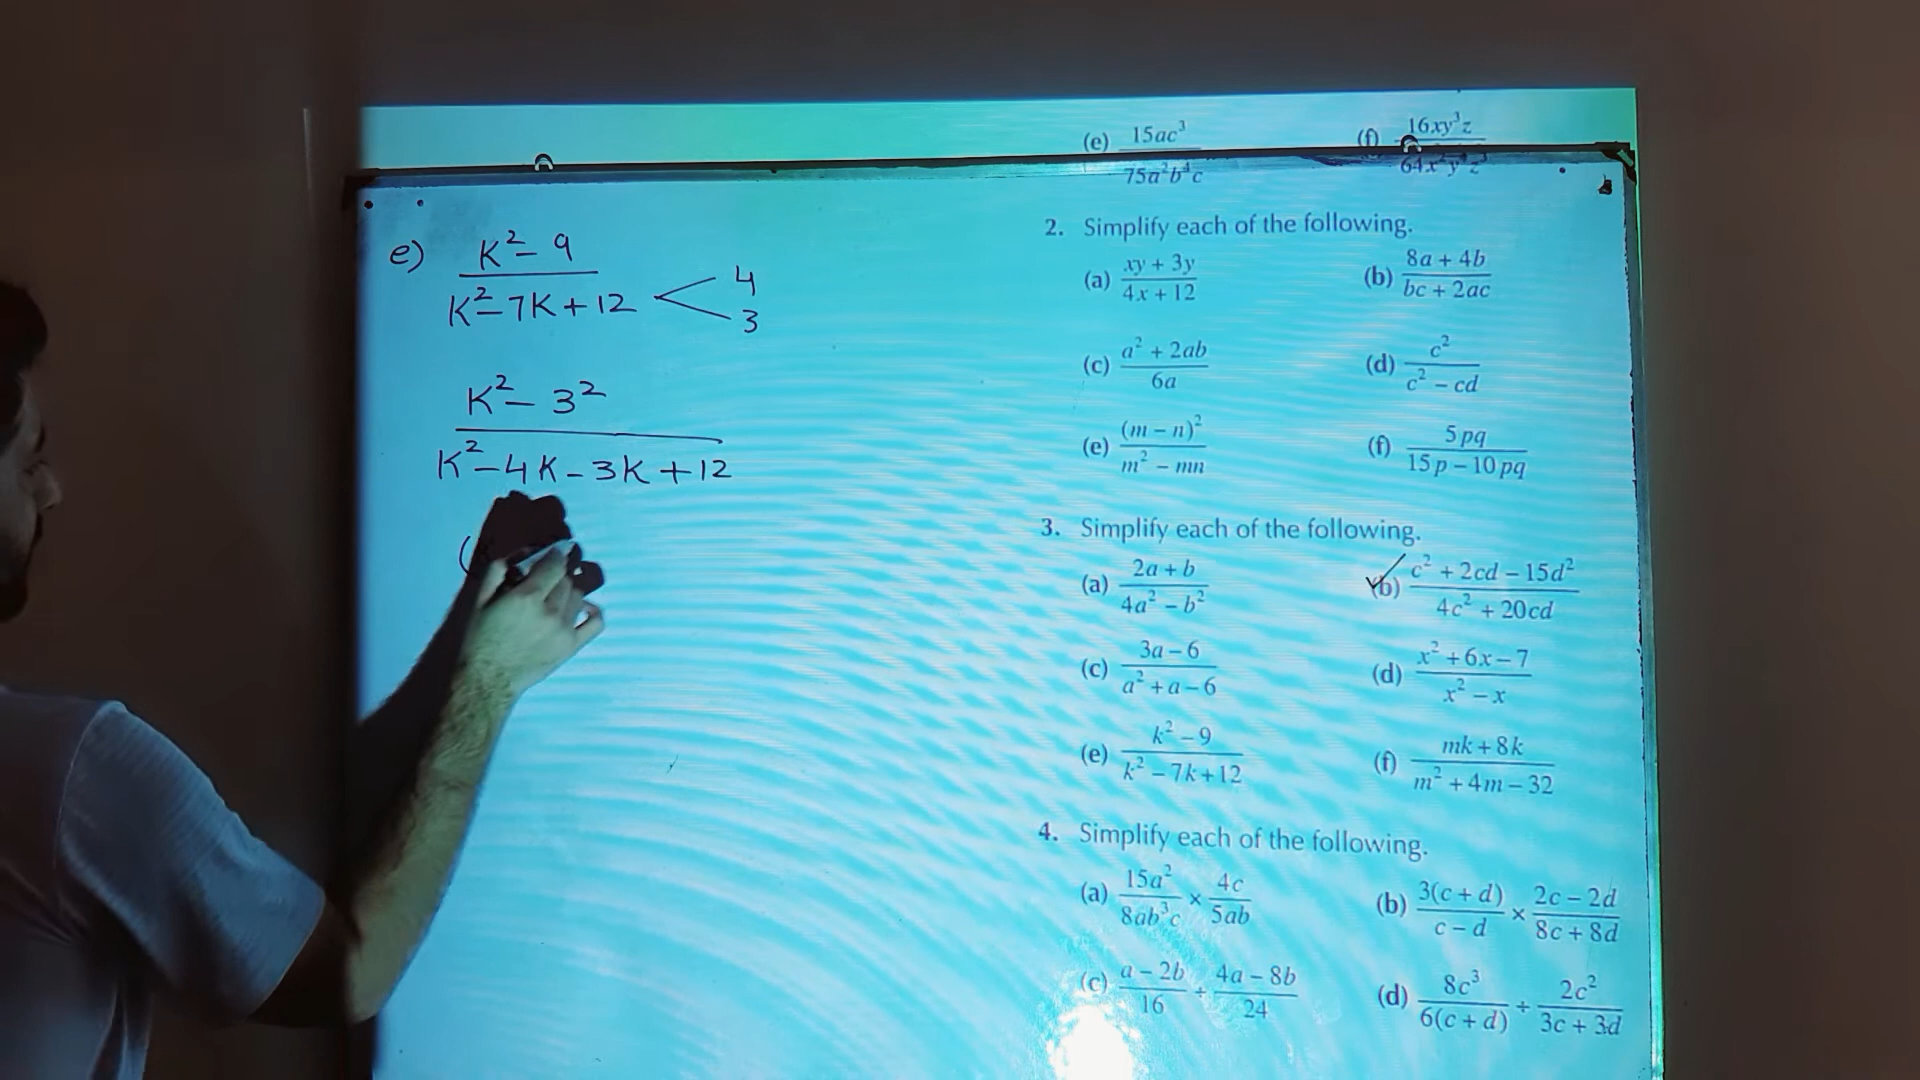 e) K² - 9
K² - 7K + 12 < 4
3
K² - 3²
K² - 4K - 3K + 12
(
(e) 15ac³ / 75a²b⁴c (f) 16xy³z / 64x²y⁴z³
2. Simplify each of the following.
(a) xy + 3y / 4x + 12 (b) 8a + 4b / bc + 2ac
(c) a² + 2ab / 6a (d) c² / c² - cd
(e) (m - n)² / m² - mn (f) 5pq / 15p - 10pq
3. Simplify each of the following.
(a) 2a + b / 4a² - b² (b) c² + 2cd - 15d² / 4c² + 20cd
(c) 3a - 6 / a² + a - 6 (d) x² + 6x - 7 / x² - x
(e) k² - 9 / k² - 7k + 12 (f) mk + 8k / m² + 4m - 32
4. Simplify each of the following.
(a) 15a² / 8ab³c × 4c / 5ab (b) 3(c + d) / c - d × 2c - 2d / 8c + 8d
(c) a - 2b / 16 ÷ 4a - 8b / 24 (d) 8c³ / 6(c + d) ÷ 2c² / 3c + 3d